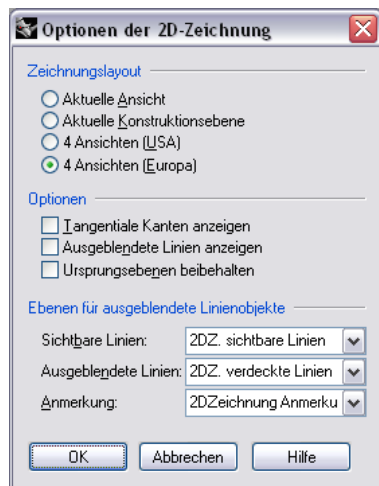 Optionen der 2D-Zeichnung
Zeichnungslayout
Aktuelle Ansicht
Aktuelle Konstruktionsebene
4 Ansichten (USA)
4 Ansichten (Europa)
Optionen
Tangentiale Kanten anzeigen
Ausgeblendete Linien anzeigen
Ursprungsebenen beibehalten
Ebenen für ausgeblendete Linienobjekte
Sichtbare Linien: 2DZ. sichtbare Linien
Ausgeblendete Linien: 2DZ. verdeckte Linien
Anmerkung: 2DZeichnung Anmerku
OK Abbrechen Hilfe